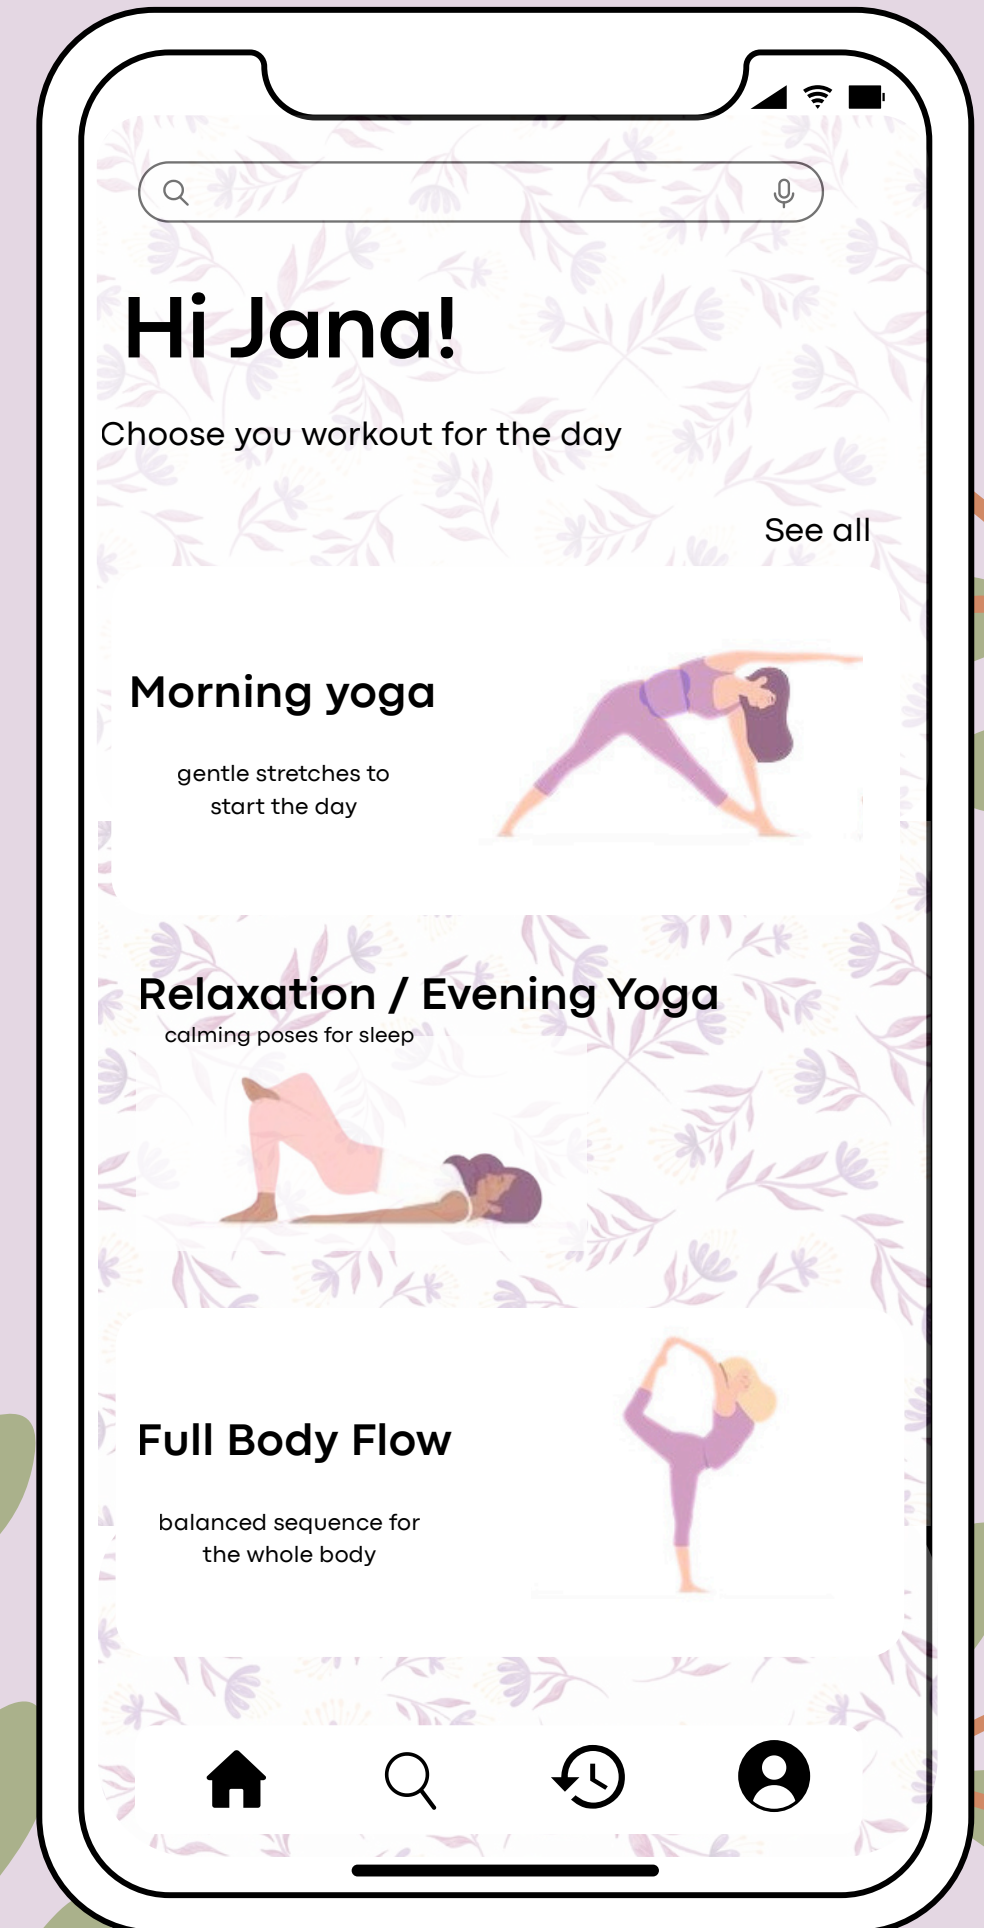 Hi Jana!
Choose you workout for the day
See all
Morning yoga
gentle stretches to
start the day
Relaxation / Evening Yoga
calming poses for sleep
Full Body Flow
balanced sequence for
the whole body